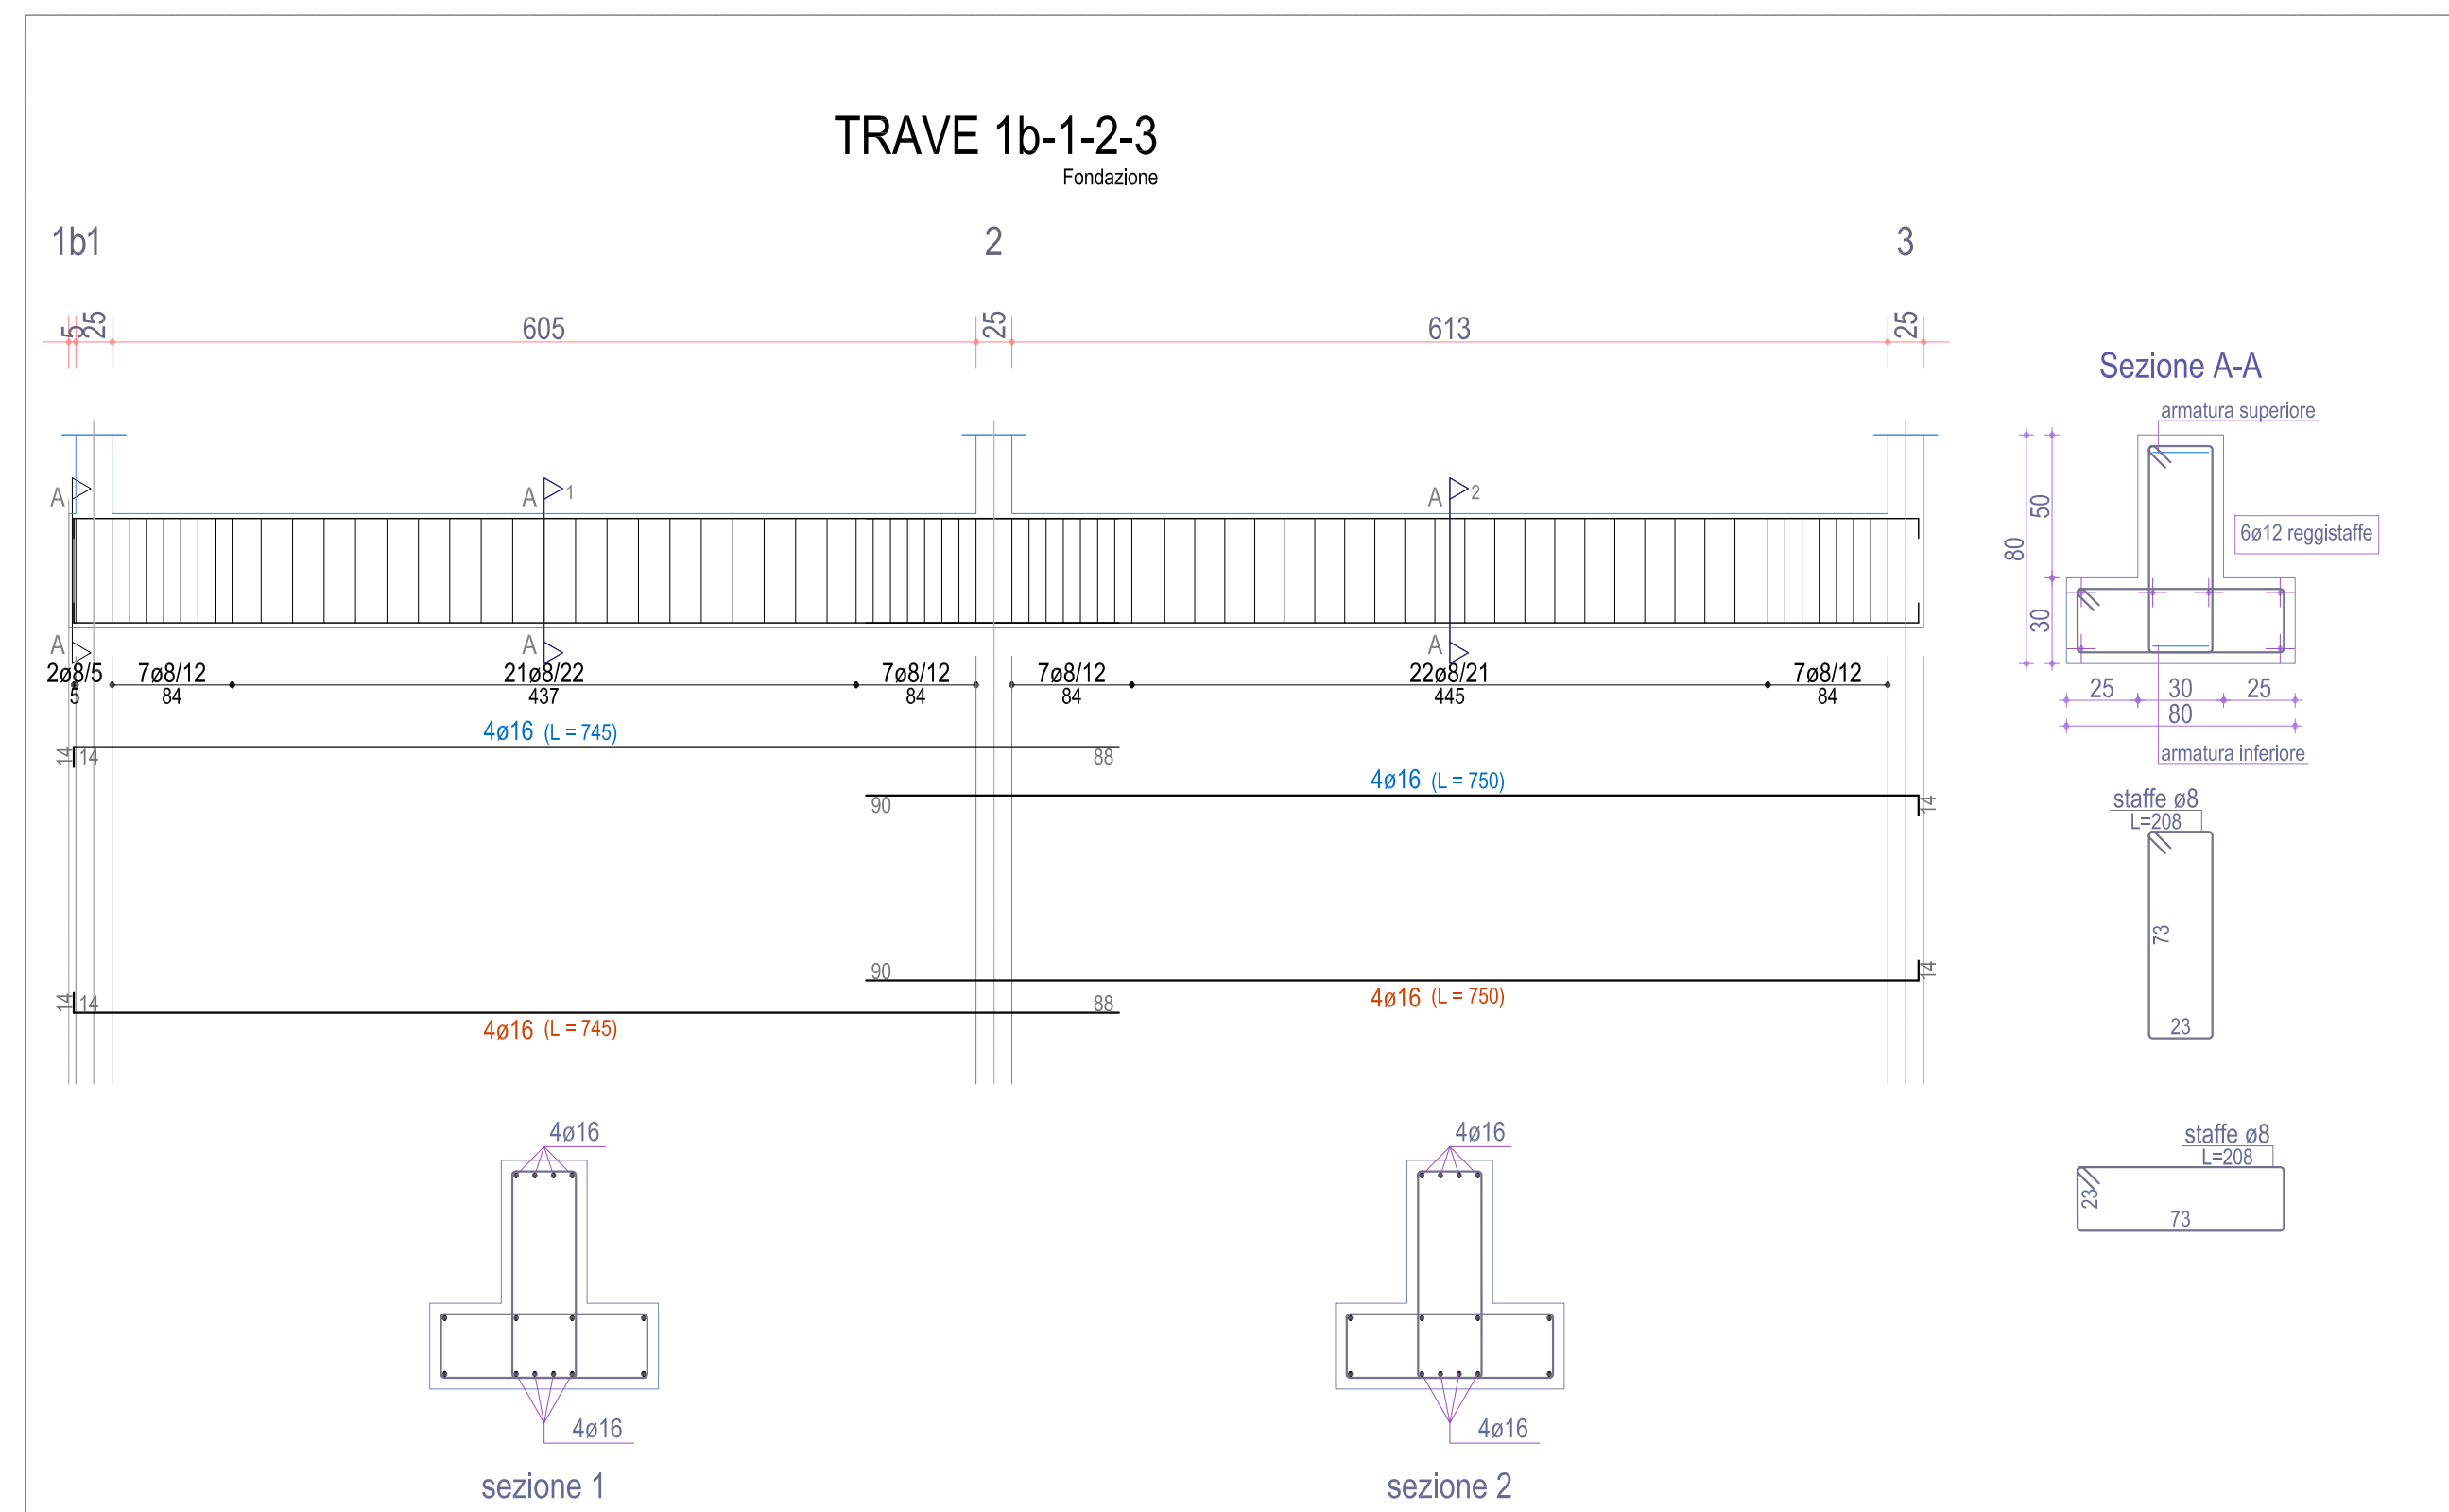 TRAVE 1b-1-2-3
Fondazione
1b1
2
3
5
25
605
25
613
25
A
A
1
A
2
A
A
A
2ø8/5
7ø8/12
21ø8/22
7ø8/12
7ø8/12
22ø8/21
7ø8/12
5
84
437
84
84
445
84
4ø16 (L = 745)
14
14
88
4ø16 (L = 750)
90
14
90
14
4ø16 (L = 750)
14
14
88
4ø16 (L = 745)
Sezione A-A
armatura superiore
50
80
30
6ø12 reggistaffe
25
30
25
80
armatura inferiore
staffe ø8
L=208
73
23
staffe ø8
L=208
23
73
4ø16
4ø16
sezione 1
4ø16
4ø16
sezione 2